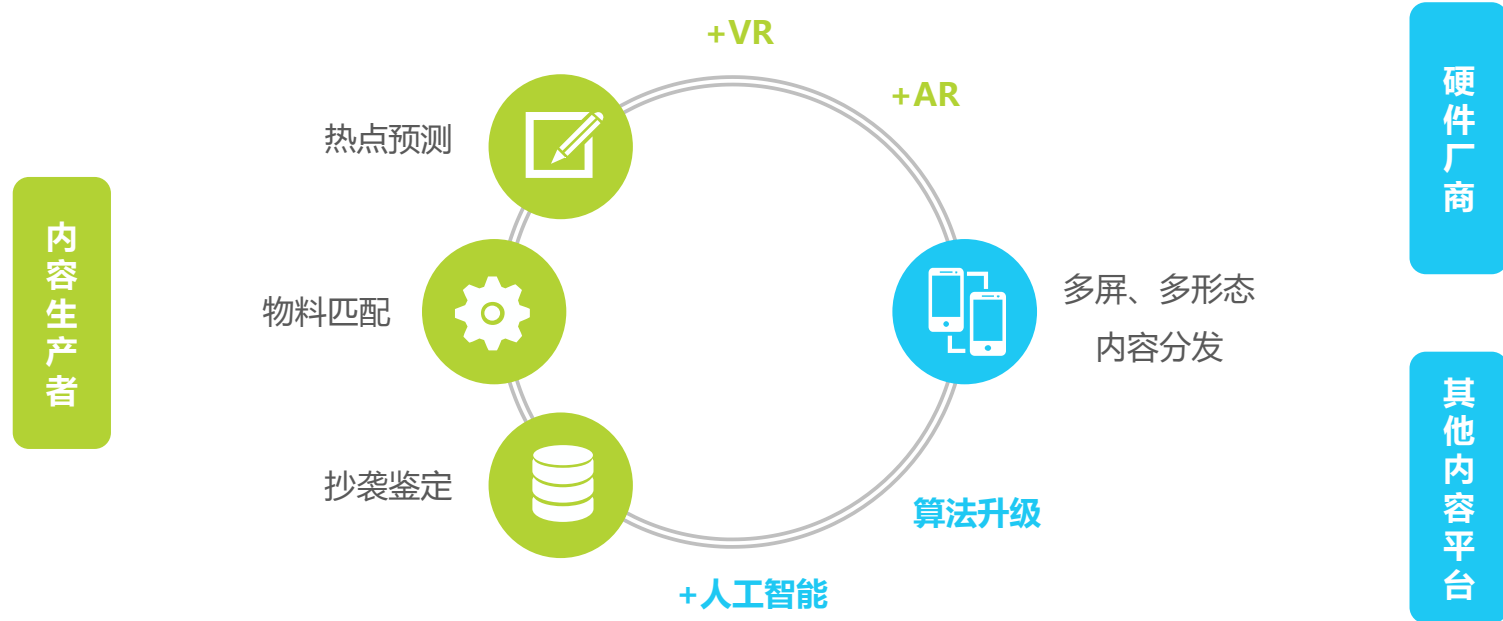 +VR
+AR
热点预测
物料匹配
抄袭鉴定
内容生产者
多屏、多形态
内容分发
算法升级
+人工智能
硬件厂商
其他内容平台